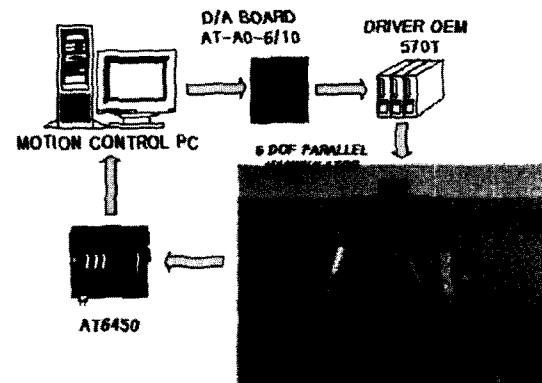 D/A BOARD
AT-AO-6/10
DRIVER OEM
570T
MOTION CONTROL PC
6 DOF PARALLEL
AT6450